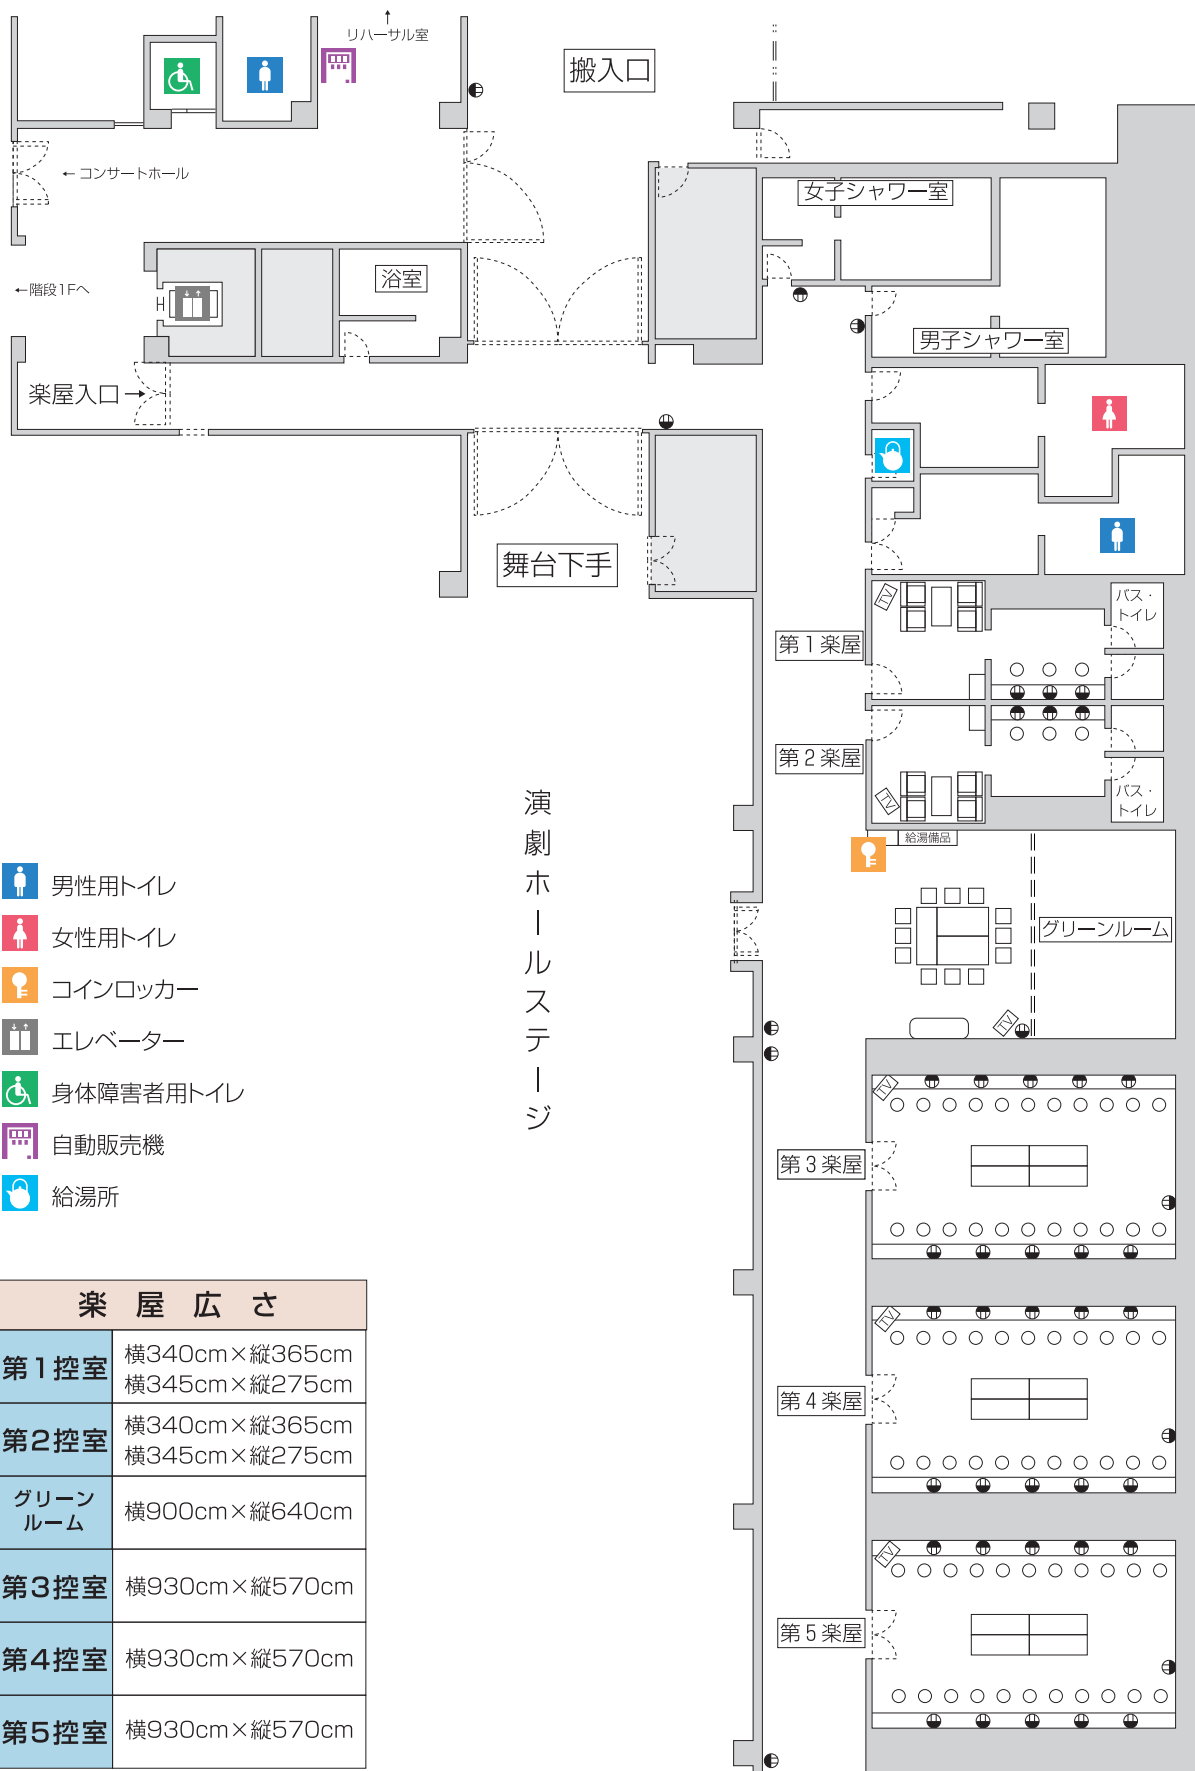 リハーサル室
搬入口
←コンサートホール
女子シャワー室
浴室
←階段1Fへ
男子シャワー室
楽屋入口→
舞台下手
TV
バス・
トイレ
第1楽屋
第2楽屋
TV
バス・
トイレ
給湯備品
演劇ホールステージ
グリーンルーム
TV
男性用トイレ
女性用トイレ
コインロッカー
エレベーター
身体障害者用トイレ
自動販売機
給湯所
TV
第3楽屋
TV
第4楽屋
TV
第5楽屋
楽屋広さ
第1控室
横340cm×縦365cm
横345cm×縦275cm
第2控室
横340cm×縦365cm
横345cm×縦275cm
グリーン
ルーム
横900cm×縦640cm
第3控室
横930cm×縦570cm
第4控室
横930cm×縦570cm
第5控室
横930cm×縦570cm